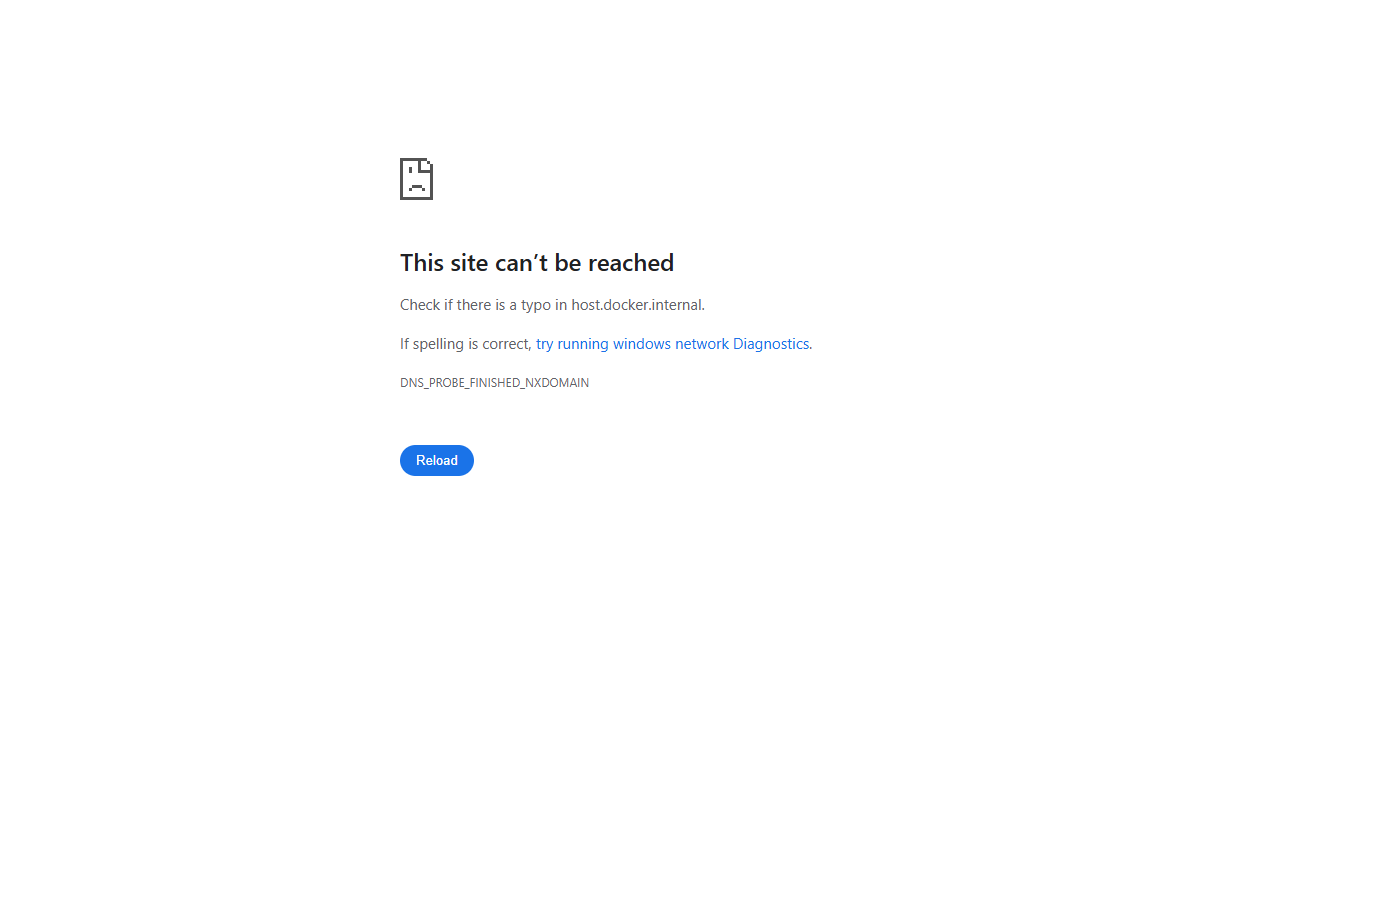 This site can’t be reached
Check if there is a typo in host.docker.internal.
If spelling is correct, try running windows network Diagnostics.
DNS_PROBE_FINISHED_NXDOMAIN
Reload